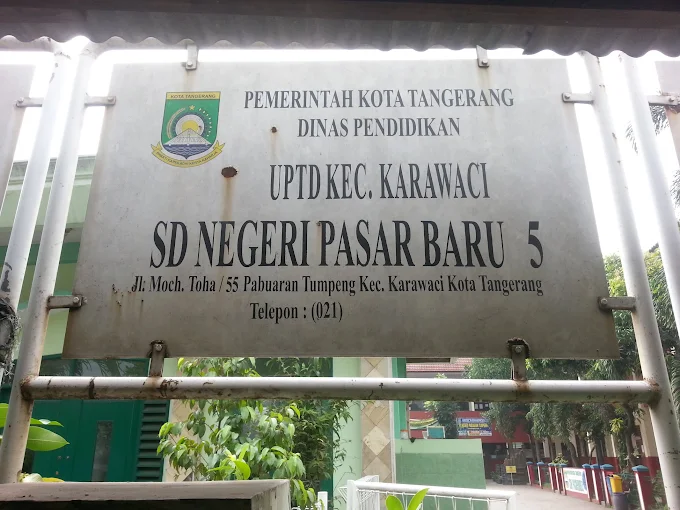 KOTA TANGERANG
PEMERINTAH KOTA TANGERANG
DINAS PENDIDIKAN
UPTD KEC. KARAWACI
SD NEGERI PASAR BARU 5
Jl: Moch. Toha / 55 Pabuaran Tumpeng Kec. Karawaci Kota Tangerang
Telepon : (021)